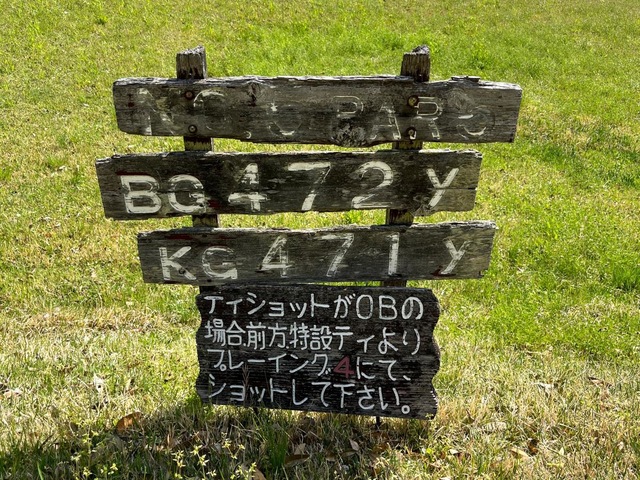 PAR5
BG 472 y
KG 471 y
ティショットがOBの
場合、前方特設ティより
プレーイング4にて、
ショットして下さい。